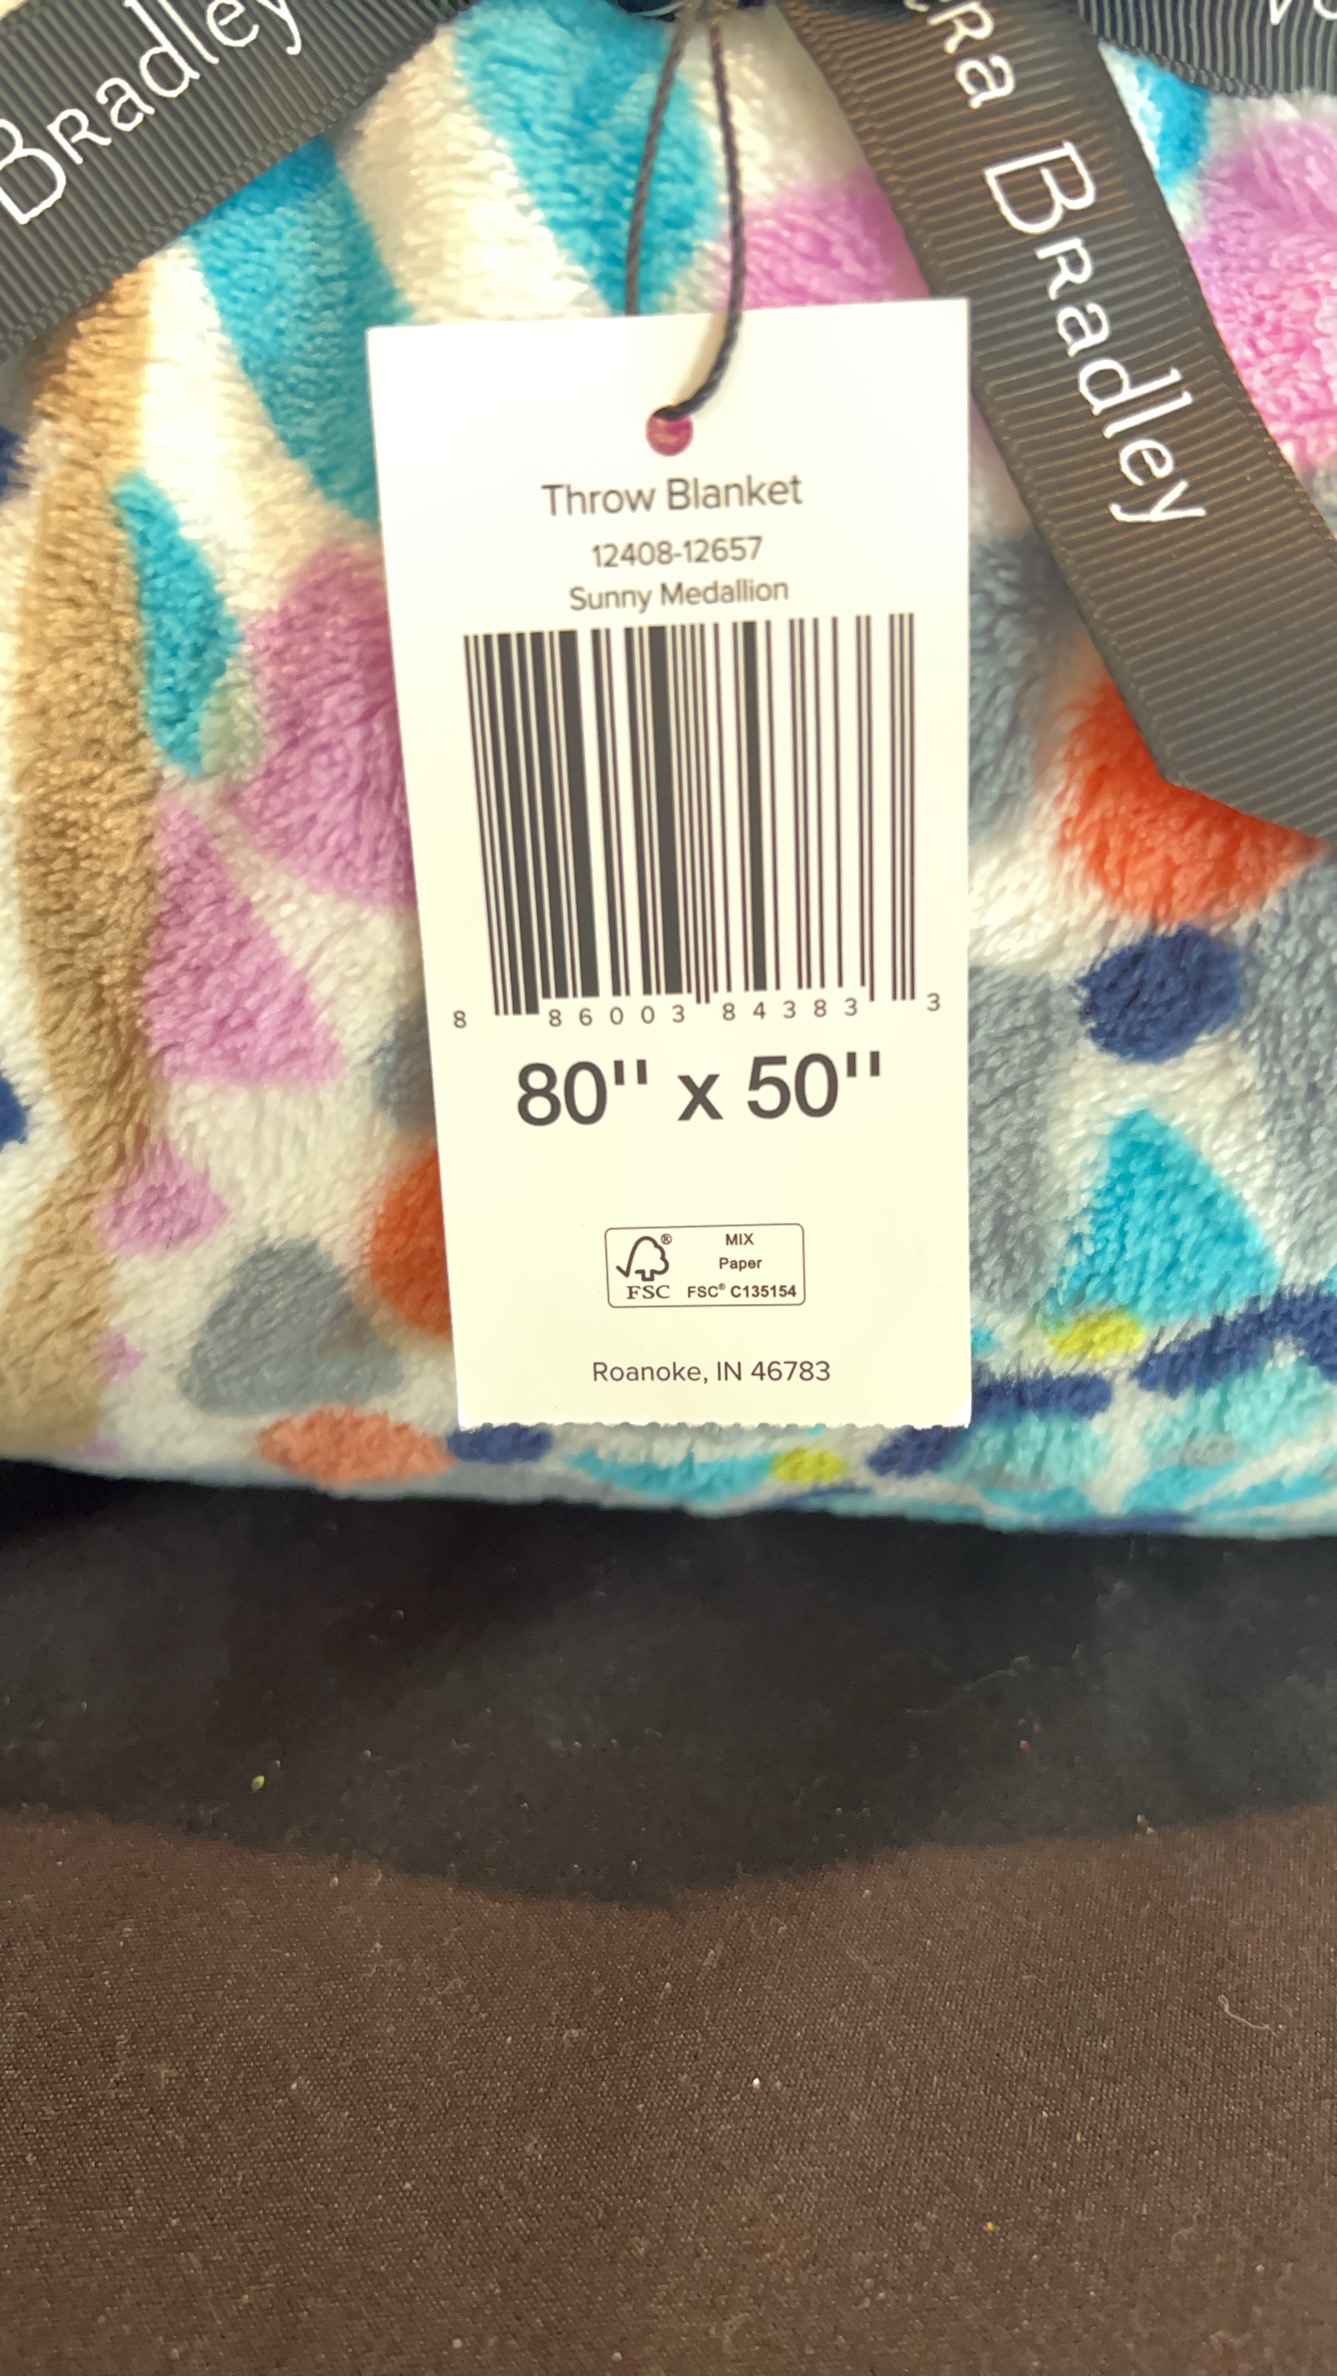 Bradley
ra Bradley
Throw Blanket
12408-12657
Sunny Medallion
8 86003 84383 3
80" x 50"
FSC®
MIX
Paper
FSC® C135154
Roanoke, IN 46783